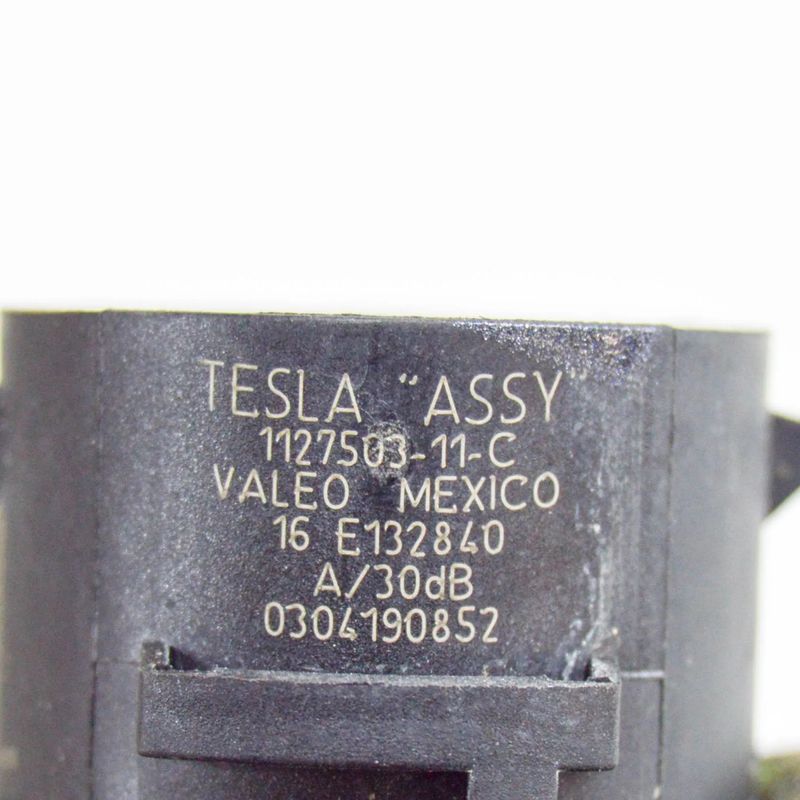 TESLA "ASSY"
1127503-11-C
VALEO MEXICO
16 E132840
A/30dB
0304190852